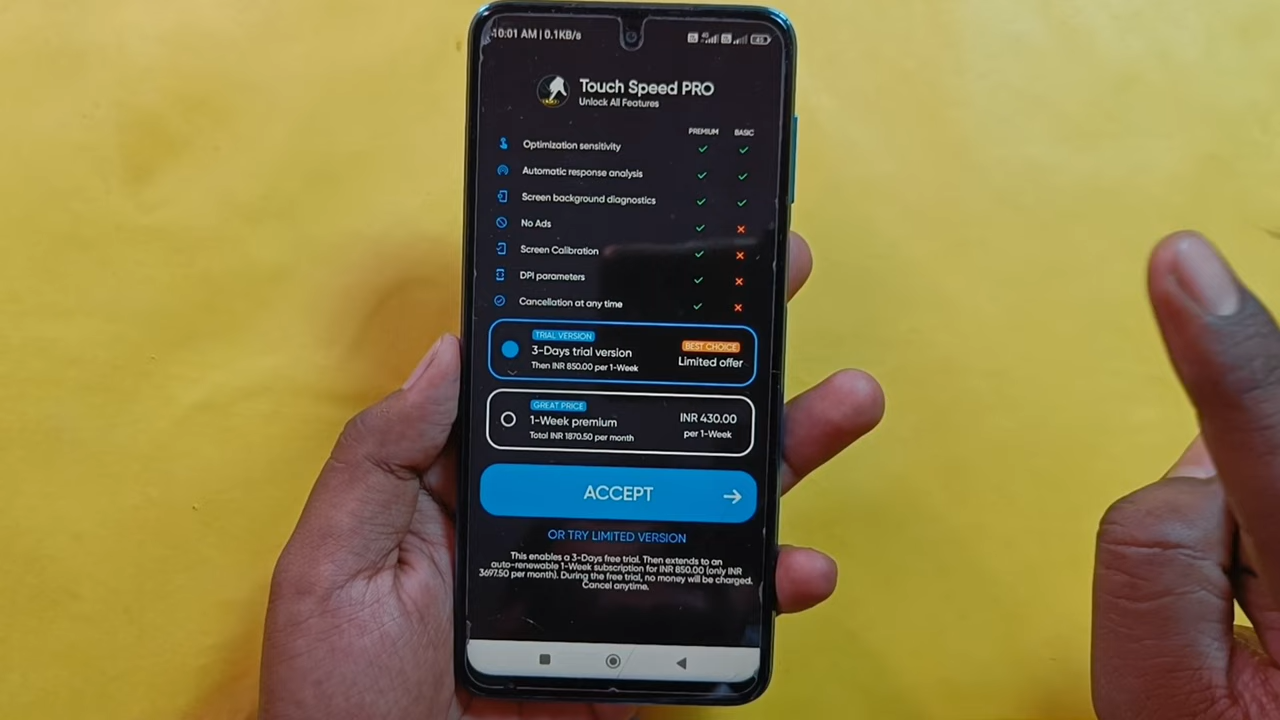 10:01 AM | 0.1KB/s
45
Touch Speed PRO
Unlock All Features
PREMIUM BASIC
Optimization sensitivity
Automatic response analysis
Screen background diagnostics
No Ads
Screen Calibration
DPI parameters
Cancellation at any time
TRIAL VERSION
3-Days trial version
Then INR 850.00 per 1-Week
BEST CHOICE
Limited offer
GREAT PRICE
1-Week premium
Total INR 1870.50 per month
INR 430.00
per 1-Week
ACCEPT
OR TRY LIMITED VERSION
This enables a 3-Days free trial. Then extends to an
auto-renewable 1-Week subscription for INR 850.00 (only INR
3697.50 per month). During the free trial, no money will be charged.
Cancel anytime.